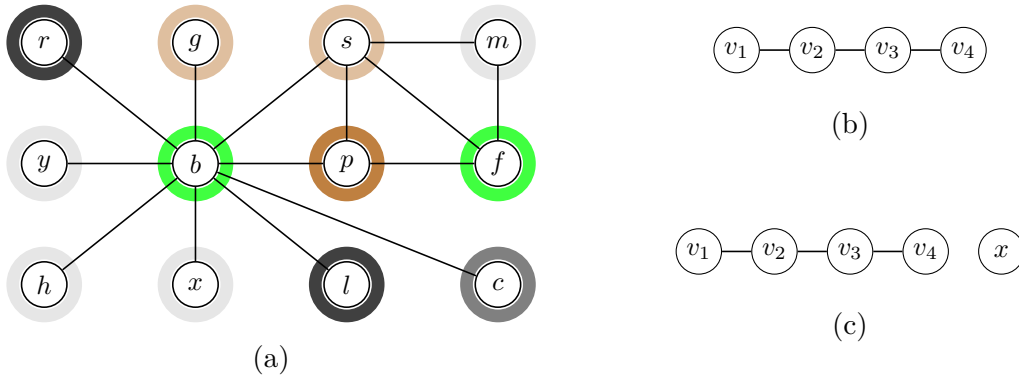 r g s m
y b p f
h x l c
(a)
v1 v2 v3 v4
(b)
v1 v2 v3 v4 x
(c)